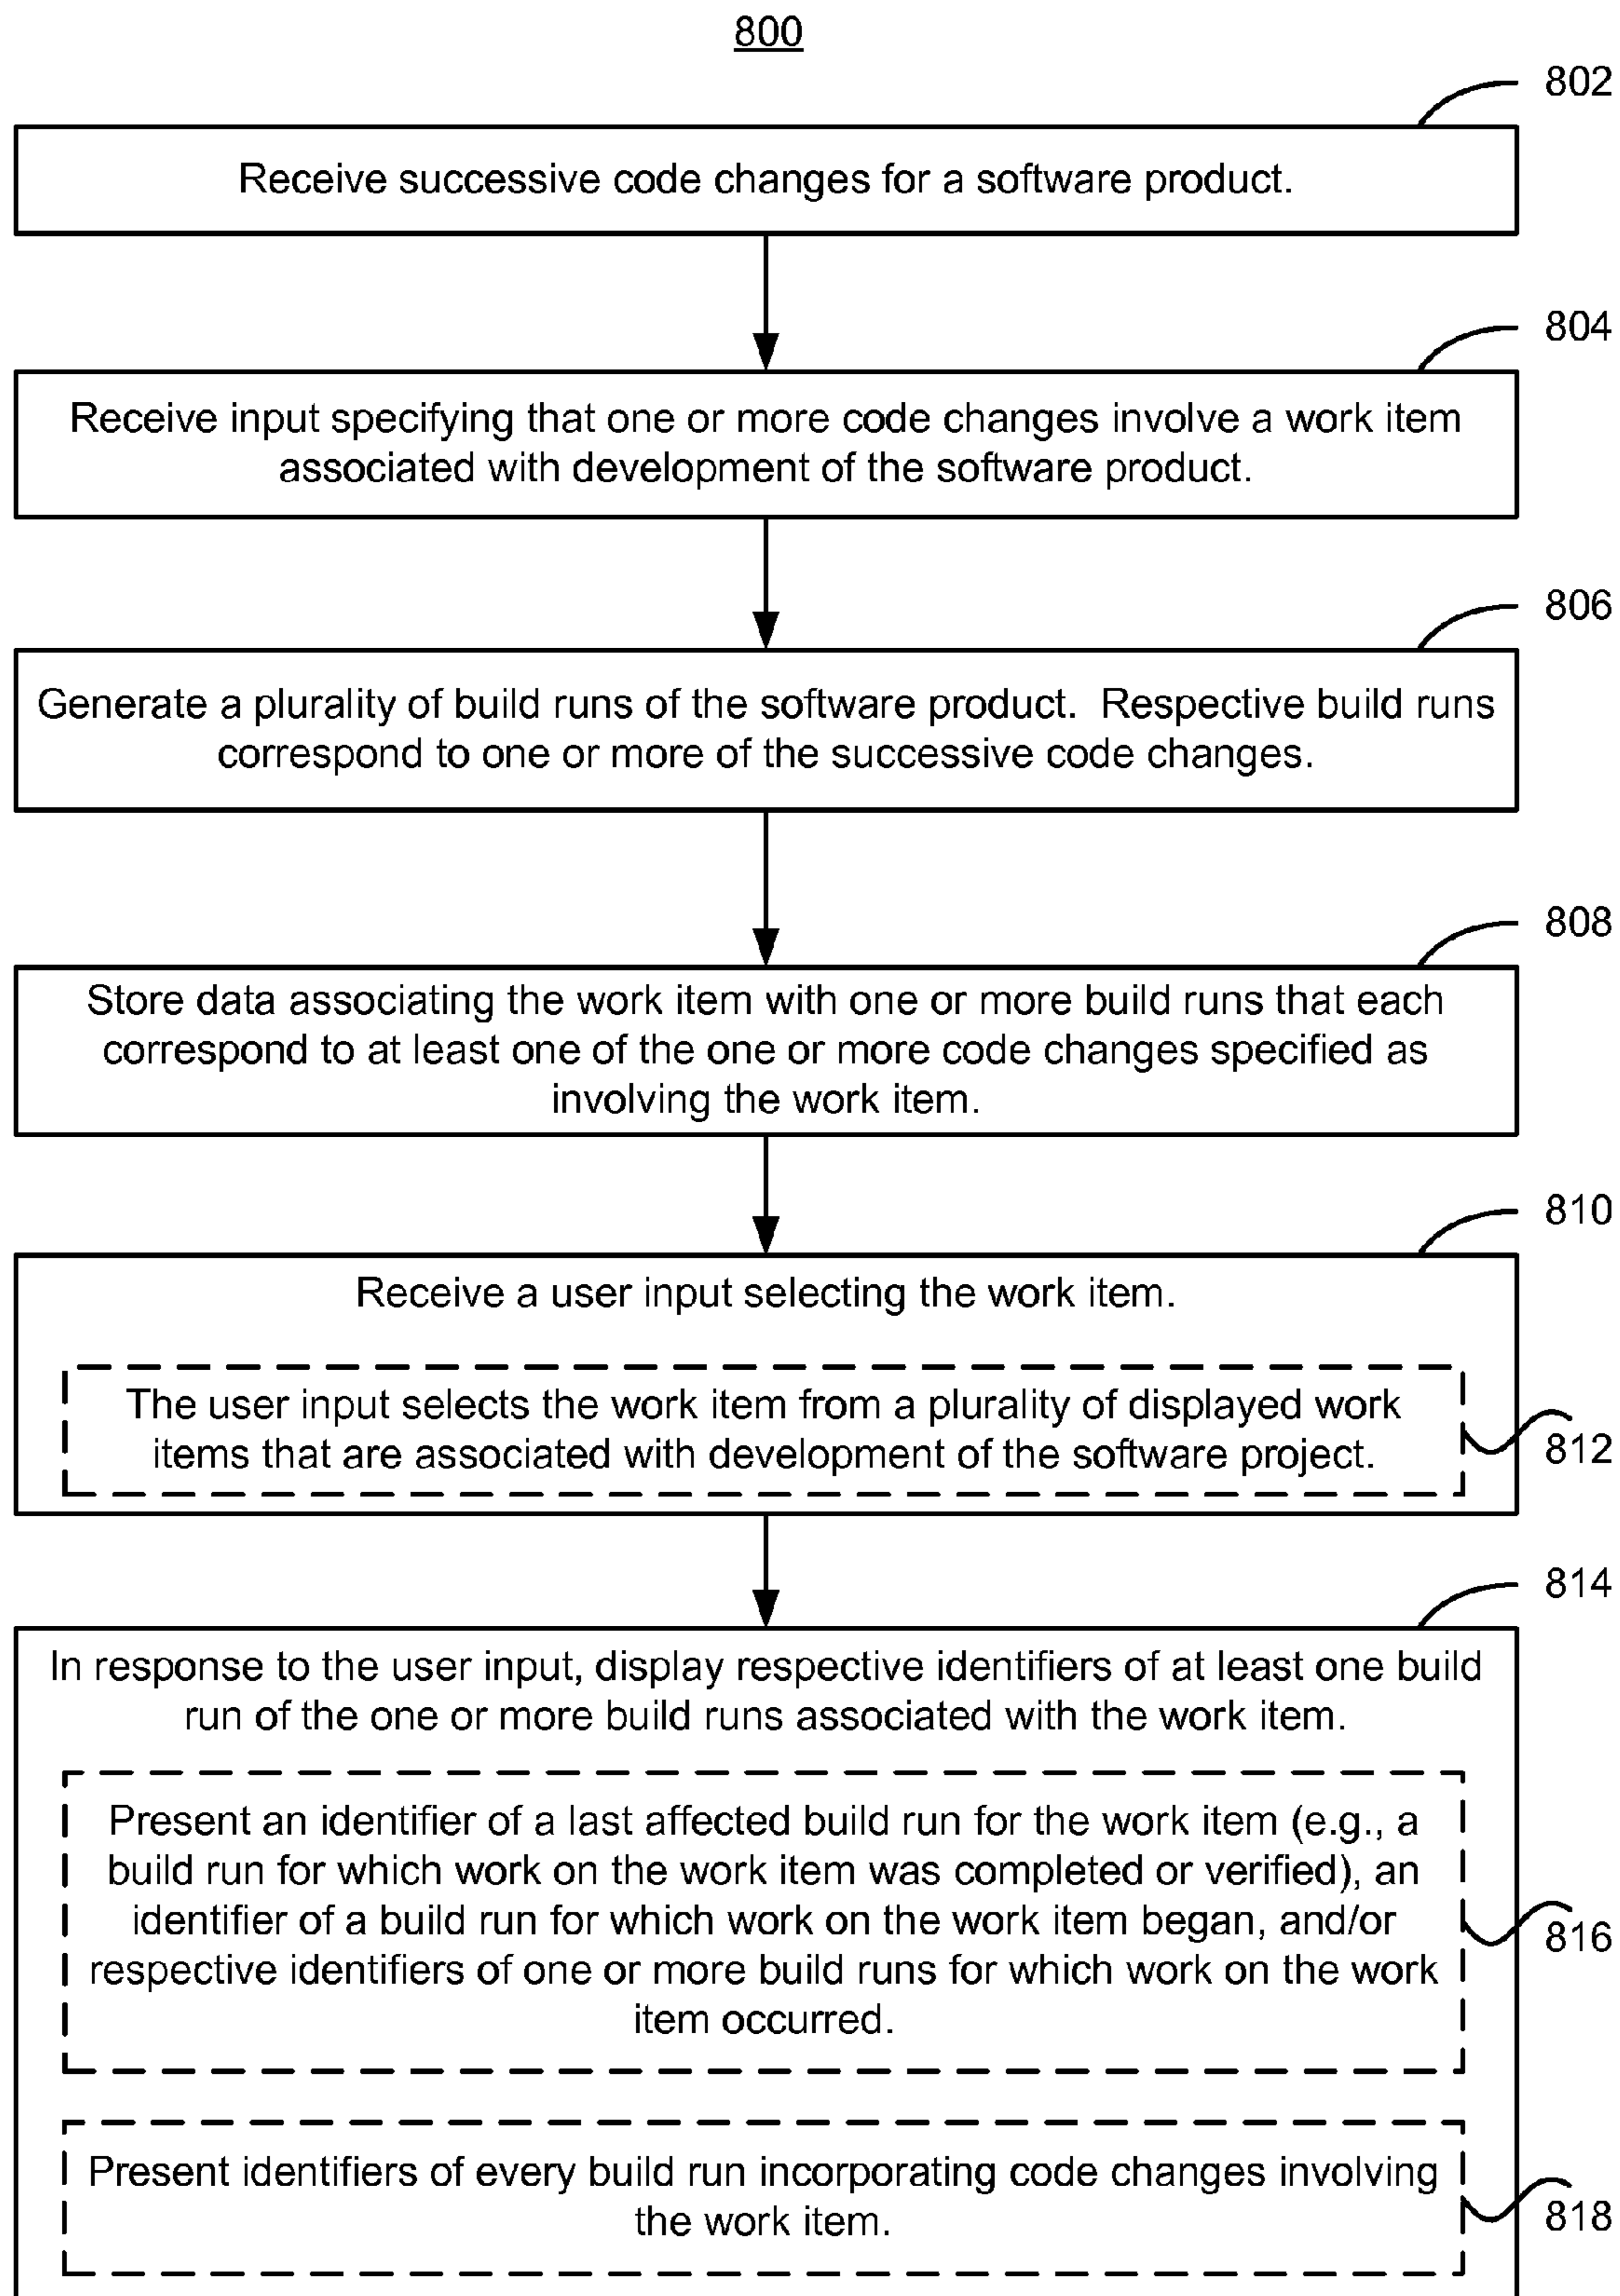 800
802
Receive successive code changes for a software product.
804
Receive input specifying that one or more code changes involve a work item
associated with development of the software product.
806
Generate a plurality of build runs of the software product.  Respective build runs
correspond to one or more of the successive code changes.
808
Store data associating the work item with one or more build runs that each
correspond to at least one of the one or more code changes specified as
involving the work item.
810
Receive a user input selecting the work item.
The user input selects the work item from a plurality of displayed work
items that are associated with development of the software project.
812
814
In response to the user input, display respective identifiers of at least one build
run of the one or more build runs associated with the work item.
Present an identifier of a last affected build run for the work item (e.g., a
build run for which work on the work item was completed or verified), an
identifier of a build run for which work on the work item began, and/or
respective identifiers of one or more build runs for which work on the work
item occurred.
816
Present identifiers of every build run incorporating code changes involving
the work item.
818